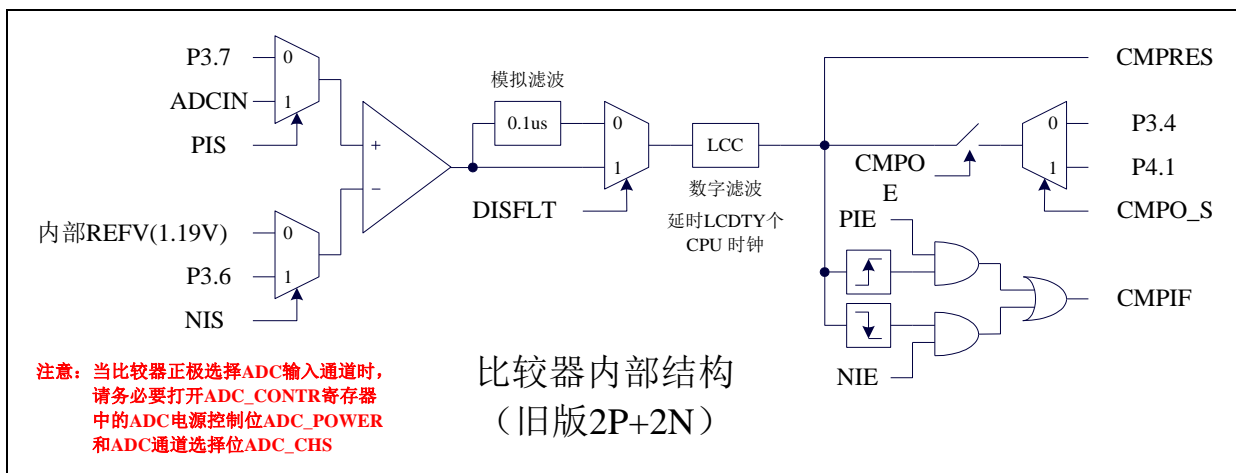 P3.7
ADCIN
PIS
0
1
+
−
内部REFV(1.19V)
P3.6
NIS
0
1
模拟滤波
0.1us
DISFLT
0
1
LCC
数字滤波
延时LCDTY个
CPU 时钟
CMPRES
CMPO
E
0
1
P3.4
P4.1
CMPO_S
PIE
NIE
CMPIF
注意：当比较器正极选择ADC输入通道时，
请务必要打开ADC_CONTR寄存器
中的ADC电源控制位ADC_POWER
和ADC通道选择位ADC_CHS
比较器内部结构
（旧版2P+2N）